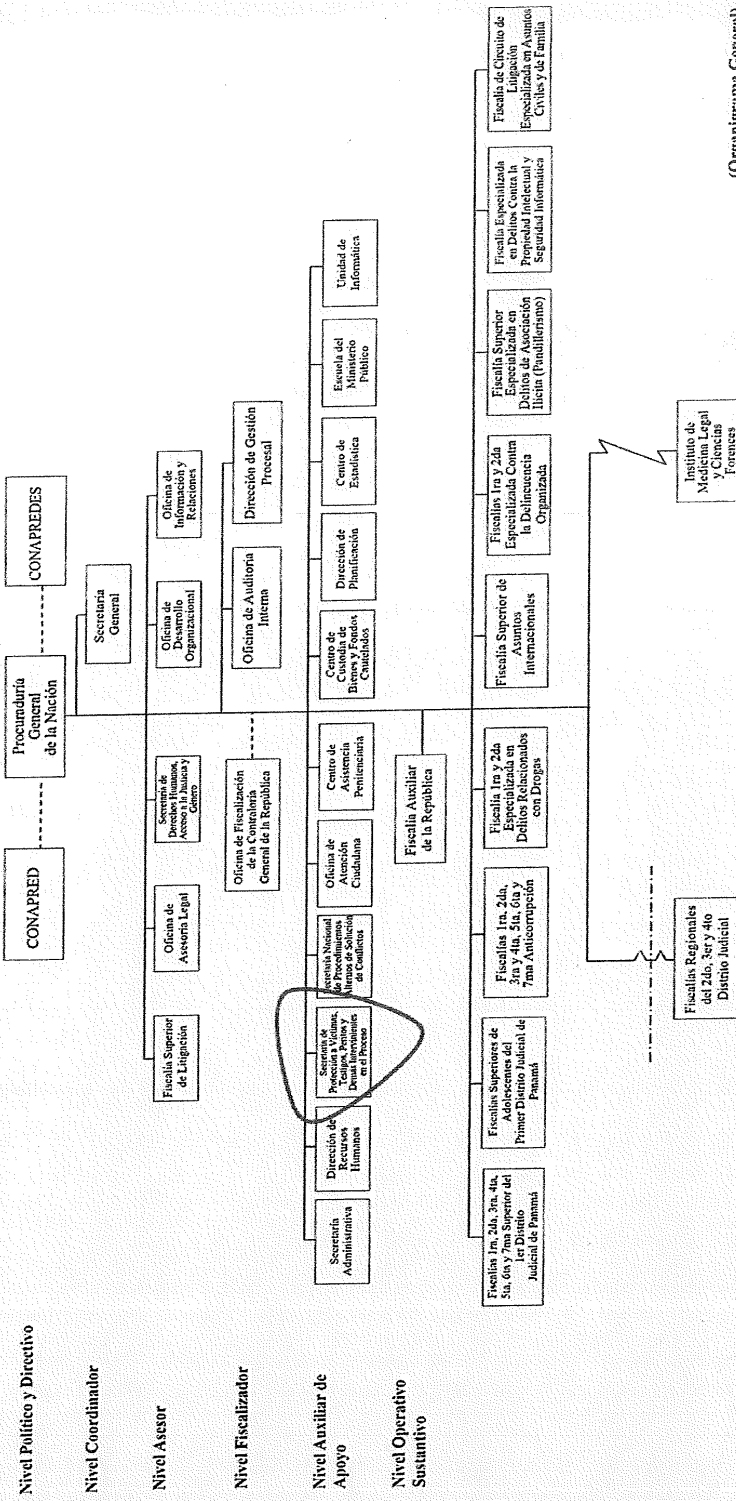 Nivel Político y Directivo
CONAPRED
Procuraduría
General
de la Nación
CONAPREDES
Nivel Coordinador
Secretaria
General
Nivel Asesor
Fiscalía Superior
de Litigación
Oficina de
Asesoría Legal
Secretaría de
Derechos Humanos,
Acceso a la Justicia y
Género
Oficina de
Desarrollo
Organizacional
Oficina de
Información y
Relaciones
Nivel Fiscalizador
Oficina de Fiscalización
de la Contraloría
General de la República
Oficina de Auditoria
Interna
Dirección de Gestión
Procesal
Nivel Auxiliar de
Apoyo
Secretaría
Administrativa
Dirección de
Recursos
Humanos
Secretaría de
Protección a Víctimas,
Testigos, Peritos y
Demás Intervinientes
en el Proceso
Secretaría Nacional
de Procedimientos
Alternos de Solución
de Conflictos
Oficina de
Atención
Ciudadana
Centro de
Asistencia
Penitenciaria
Centro de
Custodia de
Bienes y Fondos
Cautelados
Dirección de
Planificación
Centro de
Estadística
Escuela del
Ministerio
Público
Unidad de
Informática
Nivel Operativo
Sustantivo
Fiscalía Auxiliar
de la República
Fiscalías 1ra, 2da, 3ra, 4ta,
5ta, 6ta y 7ma Superior del
1er Distrito
Judicial de Panamá
Fiscalías Superiores de
Adolescentes del
Primer Distrito Judicial de
Panamá
Fiscalías 1ra, 2da,
3ra y 4ta, 5ta, 6ta y
7ma Anticorrupción
Fiscalía 1ra y 2da
Especializada en
Delitos Relacionados
con Drogas
Fiscalía Superior de
Asuntos
Internacionales
Fiscalías 1ra y 2da
Especializada Contra
la Delincuencia
Organizada
Fiscalía Superior
Especializada en
Delitos de Asociación
Ilícita (Pandillerismo)
Fiscalía Especializada
en Delitos Contra la
Propiedad Intelectual y
Seguridad Informática
Fiscalía de Circuito de
Litigación
Especializada en Asuntos
Civiles y de Familia
Fiscalías Regionales
del 2do, 3er y 4to
Distrito Judicial
Instituto de
Medicina Legal
y Ciencias
Forences
(Organigrama General)